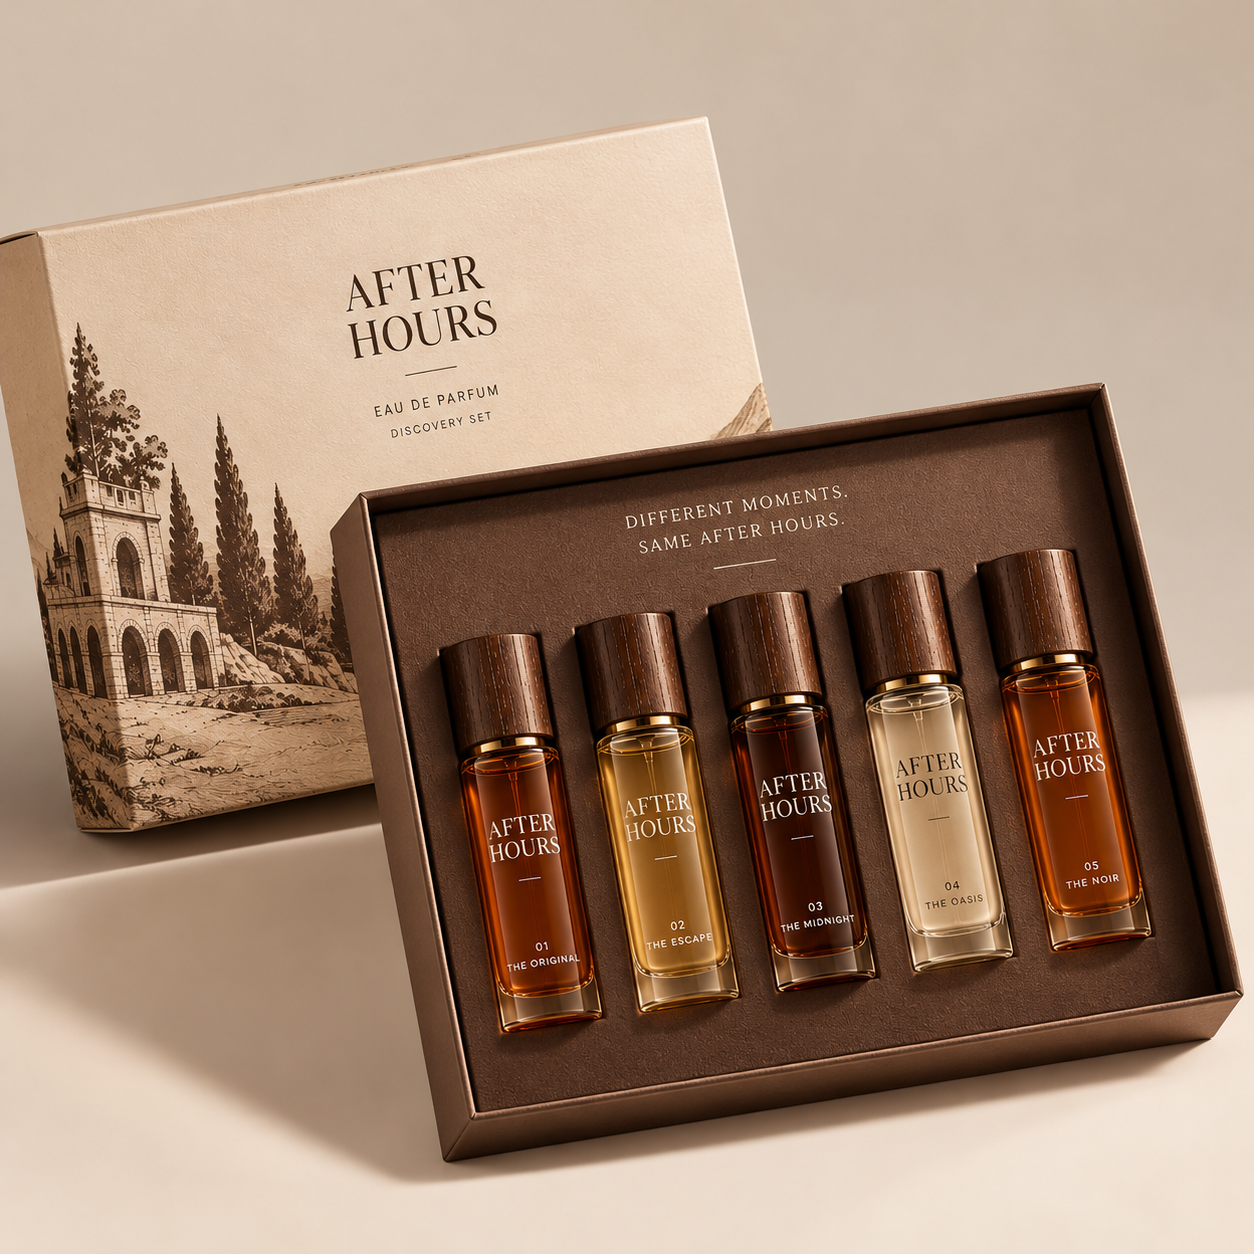 AFTER
HOURS
EAU DE PARFUM
DISCOVERY SET
DIFFERENT MOMENTS.
SAME AFTER HOURS.
AFTER
HOURS
01
THE ORIGINAL
AFTER
HOURS
02
THE ESCAPE
AFTER
HOURS
03
THE MIDNIGHT
AFTER
HOURS
04
THE OASIS
AFTER
HOURS
05
THE NOIR